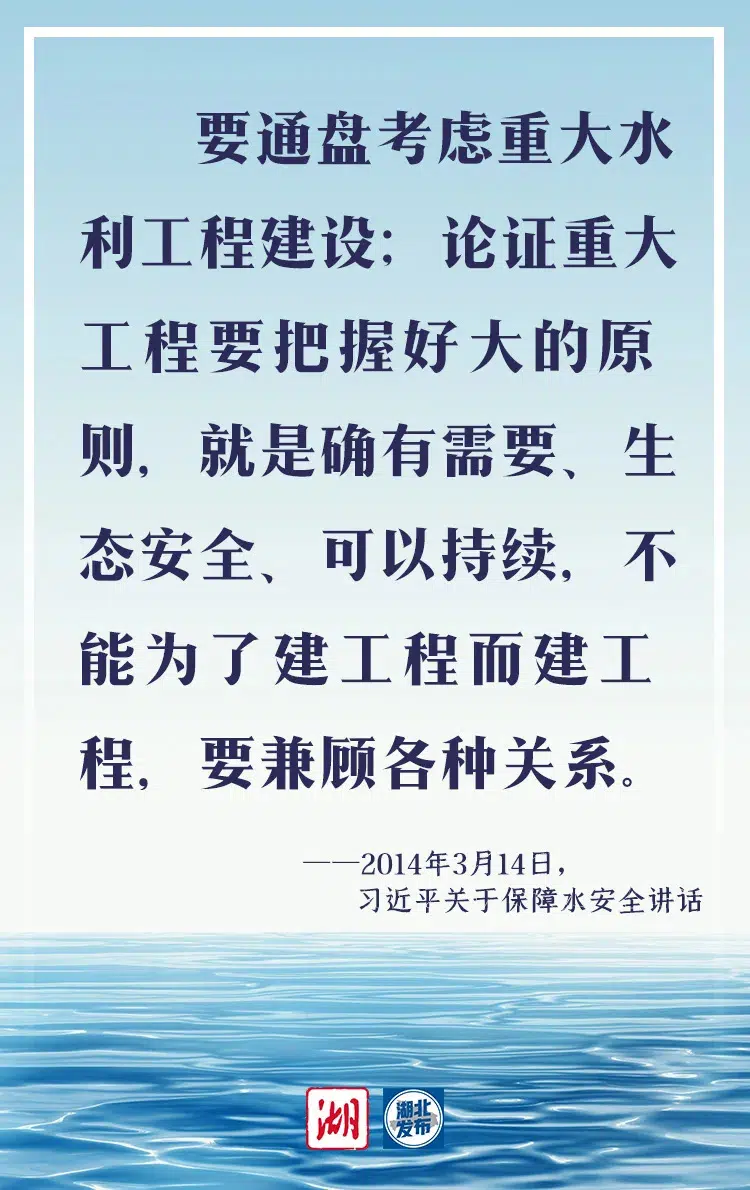 要通盘考虑重大水
利工程建设；论证重大
工程要把握好大的原
则，就是确有需要、生
态安全、可以持续，不
能为了建工程而建工
程，要兼顾各种关系。
——2014年3月14日，
习近平关于保障水安全讲话
湖
湖北
发布